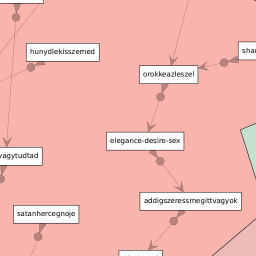 hunydlekisszemed
orokkeazleszel
elegance-desire-sex
vagytudtad
addigszeressmegittvagyok
satanhercegnoje